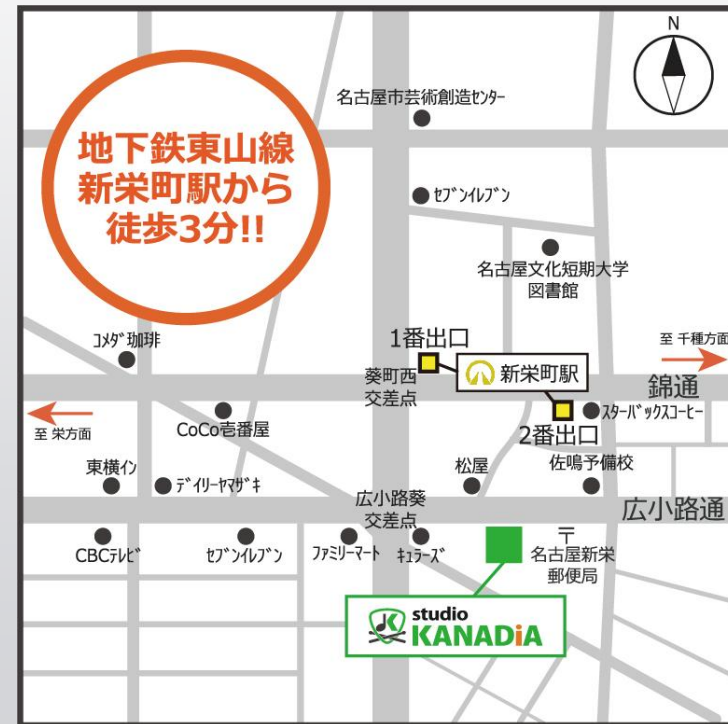 N
名古屋市芸術創造ｾﾝﾀｰ
地下鉄東山線
新栄町駅から
徒歩3分!!
ｾﾌﾞﾝｲﾚﾌﾞﾝ
名古屋文化短期大学
図書館
ｺﾒﾀﾞ珈琲
1番出口
至 千種方面
葵町西
交差点
新栄町駅
錦通
至 栄方面
CoCo壱番屋
2番出口
ｽﾀｰﾊﾞｯｸｽｺｰﾋｰ
東横イン
ﾃﾞｲﾘｰﾔﾏｻﾞｷ
松屋
佐鳴予備校
広小路葵
交差点
広小路通
CBCﾃﾚﾋﾞ
ｾﾌﾞﾝｲﾚﾌﾞﾝ
ﾌｧﾐﾘｰﾏｰﾄ
ｷｭﾗｰｽﾞ
〒
名古屋新栄
郵便局
studio
KANADiA